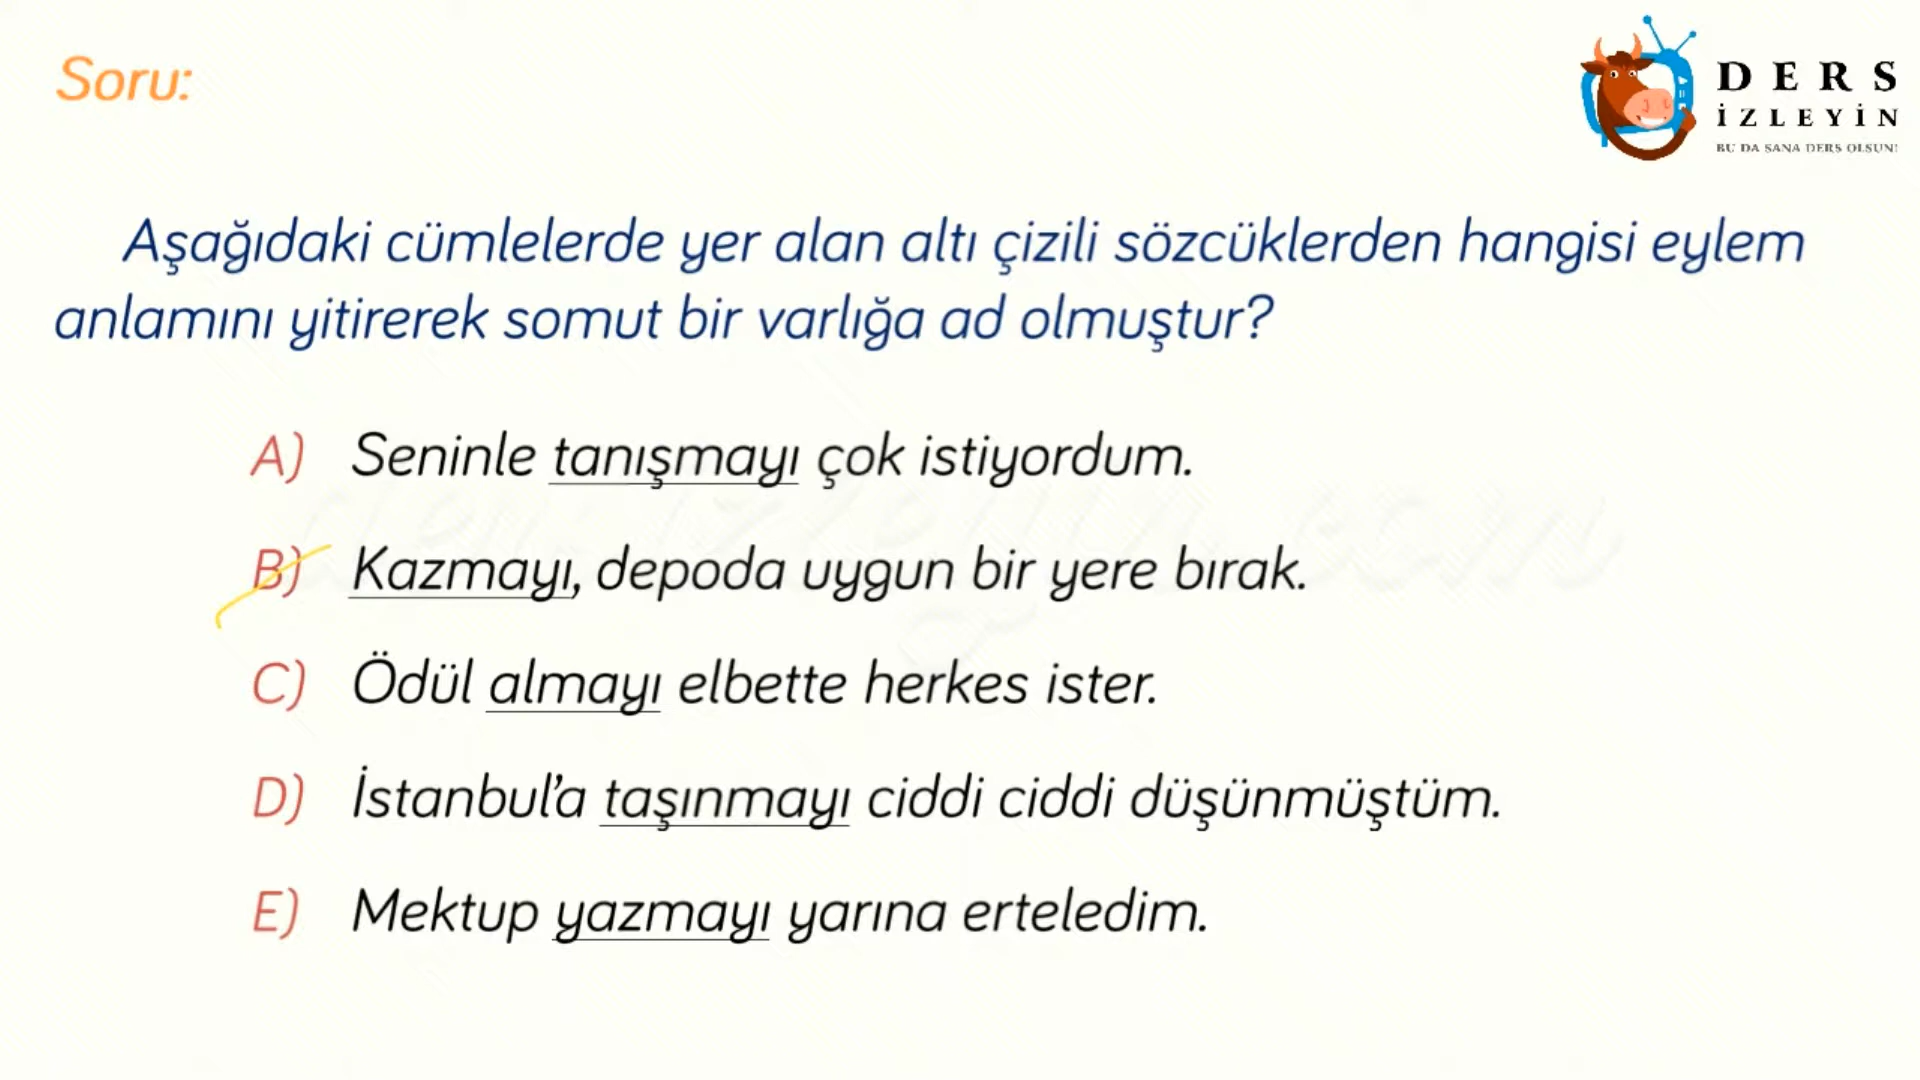 Soru:
DERS
İZLEYİN
BU DA SANA DERS OLSUN!
Aşağıdaki cümlelerde yer alan altı çizili sözcüklerden hangisi eylem
anlamını yitirerek somut bir varlığa ad olmuştur?
A) Seninle tanışmayı çok istiyordum.
B) Kazmayı, depoda uygun bir yere bırak.
C) Ödül almayı elbette herkes ister.
D) İstanbul'a taşınmayı ciddi ciddi düşünmüştüm.
E) Mektup yazmayı yarına erteledim.